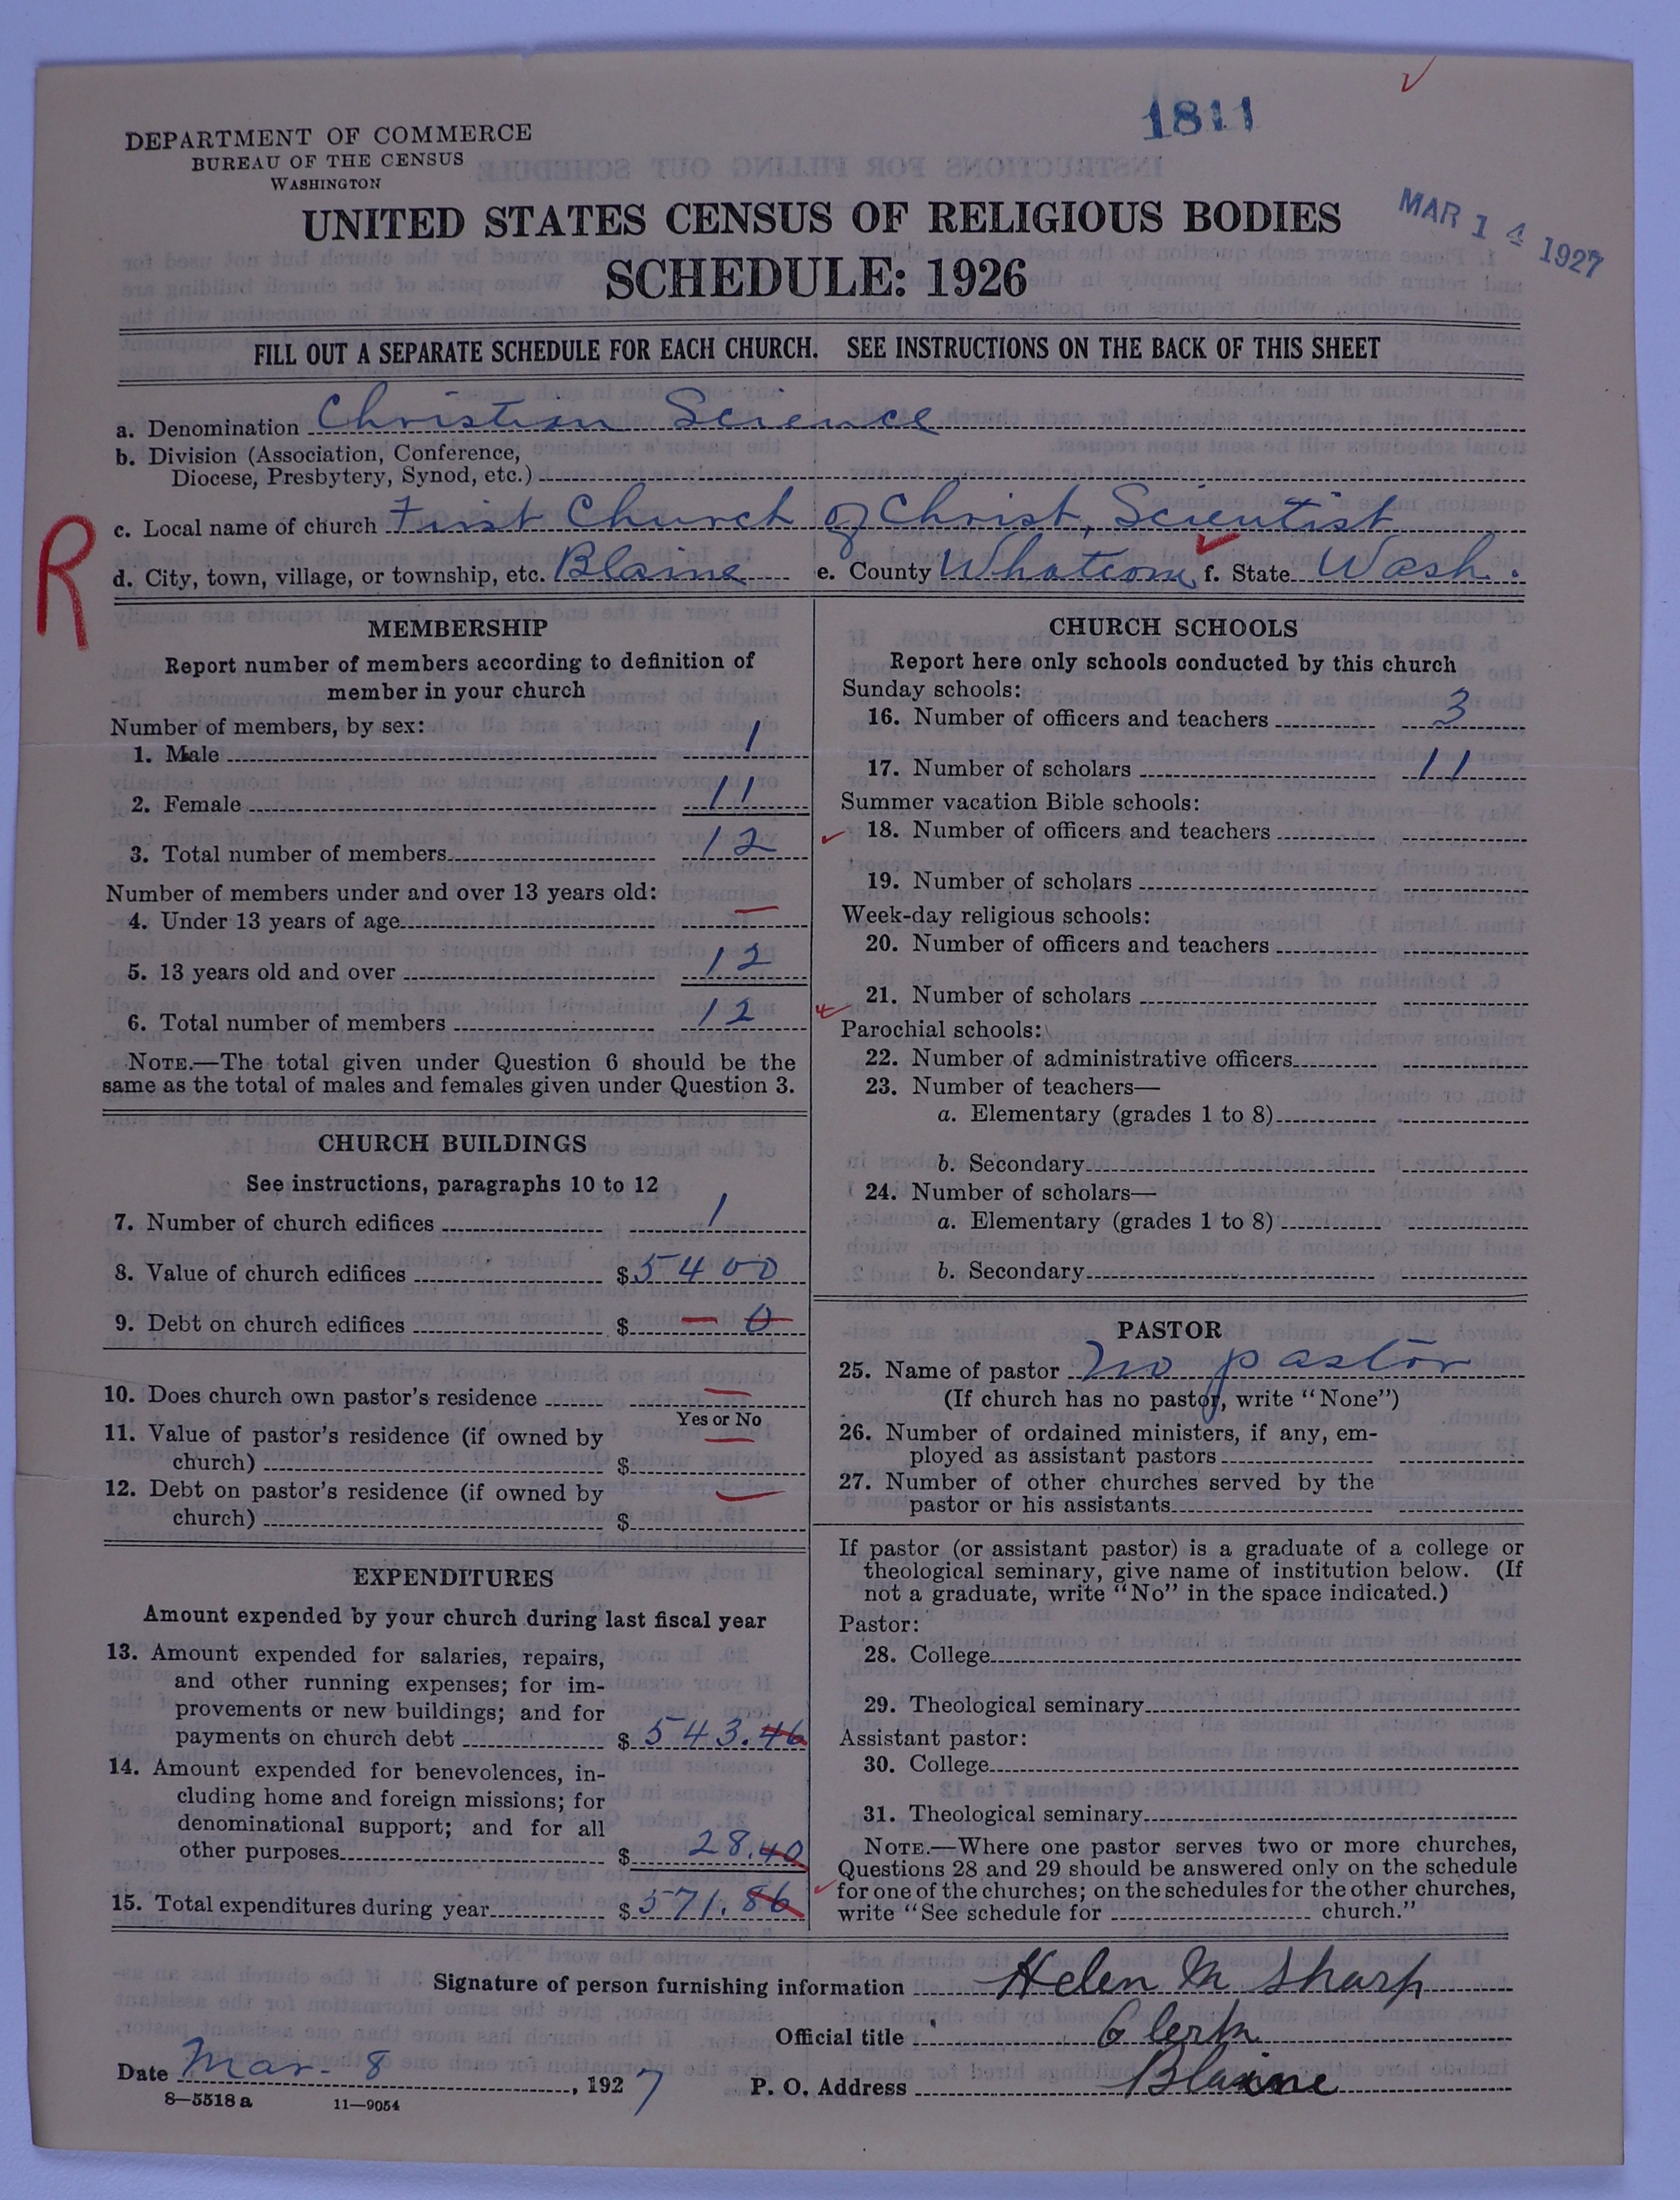 1811
DEPARTMENT OF COMMERCE
BUREAU OF THE CENSUS
WASHINGTON
MAR 14 1927
UNITED STATES CENSUS OF RELIGIOUS BODIES
SCHEDULE: 1926
FILL OUT A SEPARATE SCHEDULE FOR EACH CHURCH. SEE INSTRUCTIONS ON THE BACK OF THIS SHEET
a. Denomination Christian Science
b. Division (Association, Conference,
Diocese, Presbytery, Synod, etc.)
c. Local name of church First Church of Christ, Scientist
R
d. City, town, village, or township, etc. Blaine e. County Whatcom, f. State Wash.
MEMBERSHIP
Report number of members according to definition of
member in your church
Number of members, by sex:
1. Male 1
2. Female 11
3. Total number of members 12
Number of members under and over 13 years old:
4. Under 13 years of age —
5. 13 years old and over 12
6. Total number of members 12
NOTE.—The total given under Question 6 should be the
same as the total of males and females given under Question 3.
CHURCH BUILDINGS
See instructions, paragraphs 10 to 12
7. Number of church edifices 1
8. Value of church edifices $5400
9. Debt on church edifices $ — 0
10. Does church own pastor's residence —
Yes or No
11. Value of pastor's residence (if owned by
church) $ —
12. Debt on pastor's residence (if owned by
church) $ —
EXPENDITURES
Amount expended by your church during last fiscal year
13. Amount expended for salaries, repairs,
and other running expenses; for im-
provements or new buildings; and for
payments on church debt $ 543.46
14. Amount expended for benevolences, in-
cluding home and foreign missions; for
denominational support; and for all
other purposes $ 28.40
15. Total expenditures during year $571.86
CHURCH SCHOOLS
Report here only schools conducted by this church
Sunday schools:
16. Number of officers and teachers 3
17. Number of scholars 11
Summer vacation Bible schools:
18. Number of officers and teachers
19. Number of scholars
Week-day religious schools:
20. Number of officers and teachers
21. Number of scholars
Parochial schools:
22. Number of administrative officers
23. Number of teachers—
a. Elementary (grades 1 to 8)
b. Secondary
24. Number of scholars—
a. Elementary (grades 1 to 8)
b. Secondary
PASTOR
25. Name of pastor No pastor
(If church has no pastor, write "None")
26. Number of ordained ministers, if any, em-
ployed as assistant pastors
27. Number of other churches served by the
pastor or his assistants
If pastor (or assistant pastor) is a graduate of a college or
theological seminary, give name of institution below. (If
not a graduate, write "No" in the space indicated.)
Pastor:
28. College
29. Theological seminary
Assistant pastor:
30. College
31. Theological seminary
NOTE.—Where one pastor serves two or more churches,
Questions 28 and 29 should be answered only on the schedule
for one of the churches; on the schedules for the other churches,
write "See schedule for church."
Signature of person furnishing information Helen M Sharp
Official title Clerk
Date Mar. 8, 1927 P. O. Address Blaine
8—5518 a 11—9054